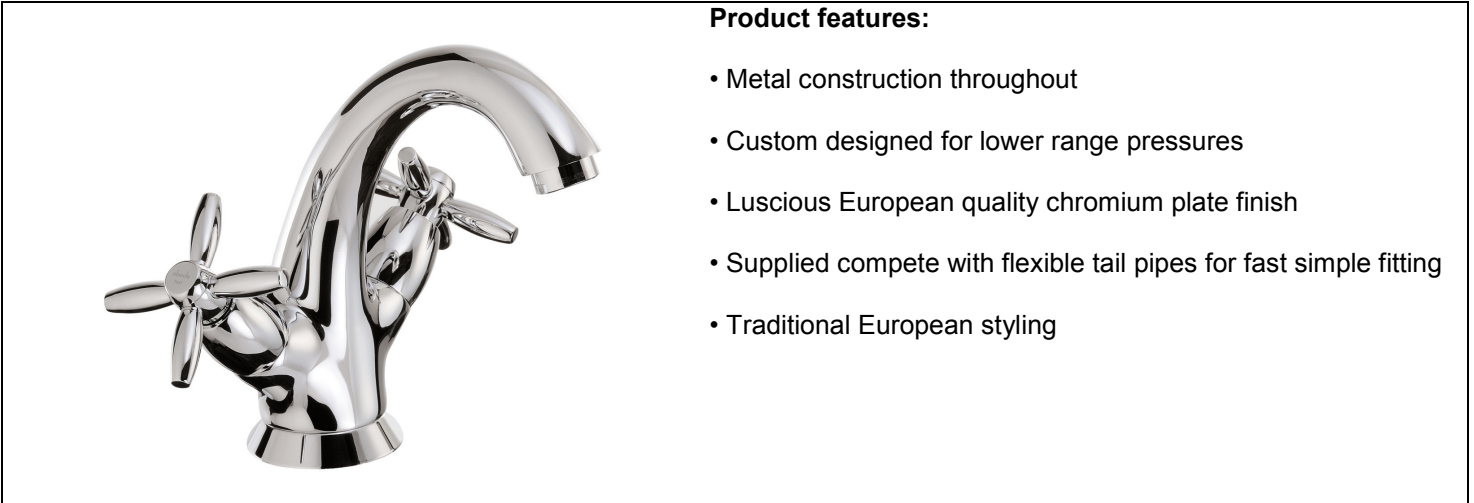 Product features:
• Metal construction throughout
• Custom designed for lower range pressures
• Luscious European quality chromium plate finish
• Supplied compete with flexible tail pipes for fast simple fitting
• Traditional European styling